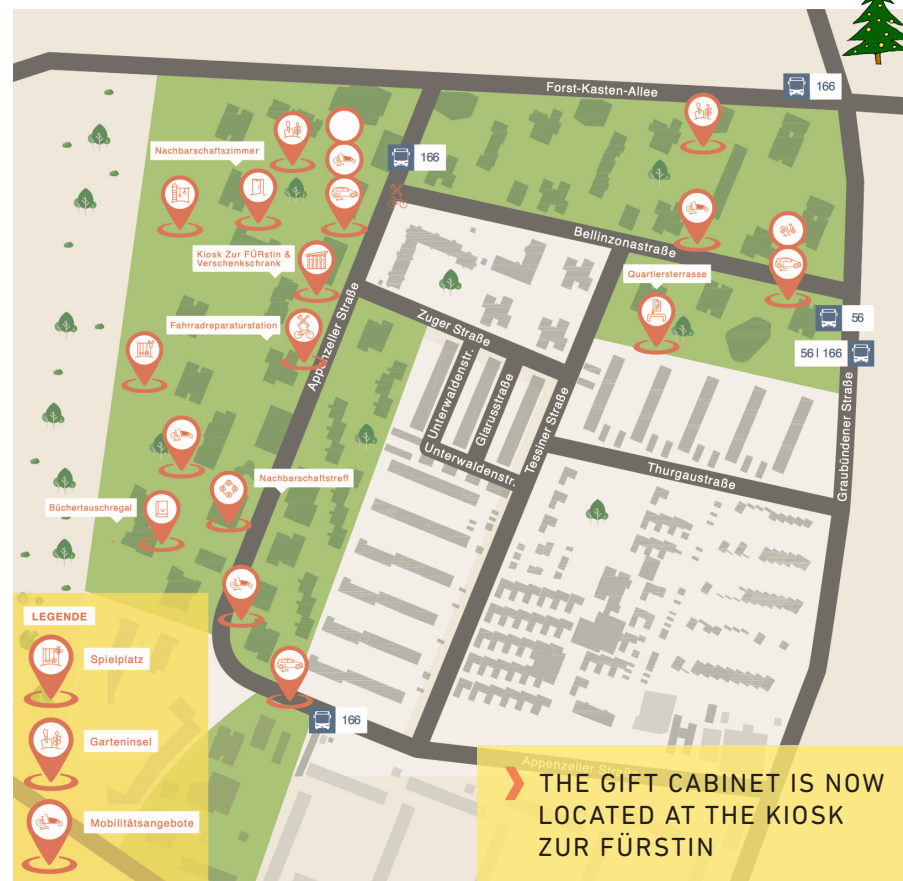 Forst-Kasten-Allee
166
Nachbarschaftszimmer
166
Kiosk Zur FÜRstin &
Verschenkschrank
Bellinzonastraße
Quartiersterrasse
Fahrradreparaturstation
Appenzeller Straße
Zuger Straße
56
56 | 166
Unterwaldenstr.
Glarusstraße
Unterwaldenstr.
Tessiner Straße
Graubündener Straße
Thurgaustraße
Nachbarschaftstreff
Büchertauschregal
LEGENDE
Spielplatz
Garteninsel
Mobilitätsangebote
166
Appenzeller Straße
THE GIFT CABINET IS NOW
LOCATED AT THE KIOSK
ZUR FÜRSTIN